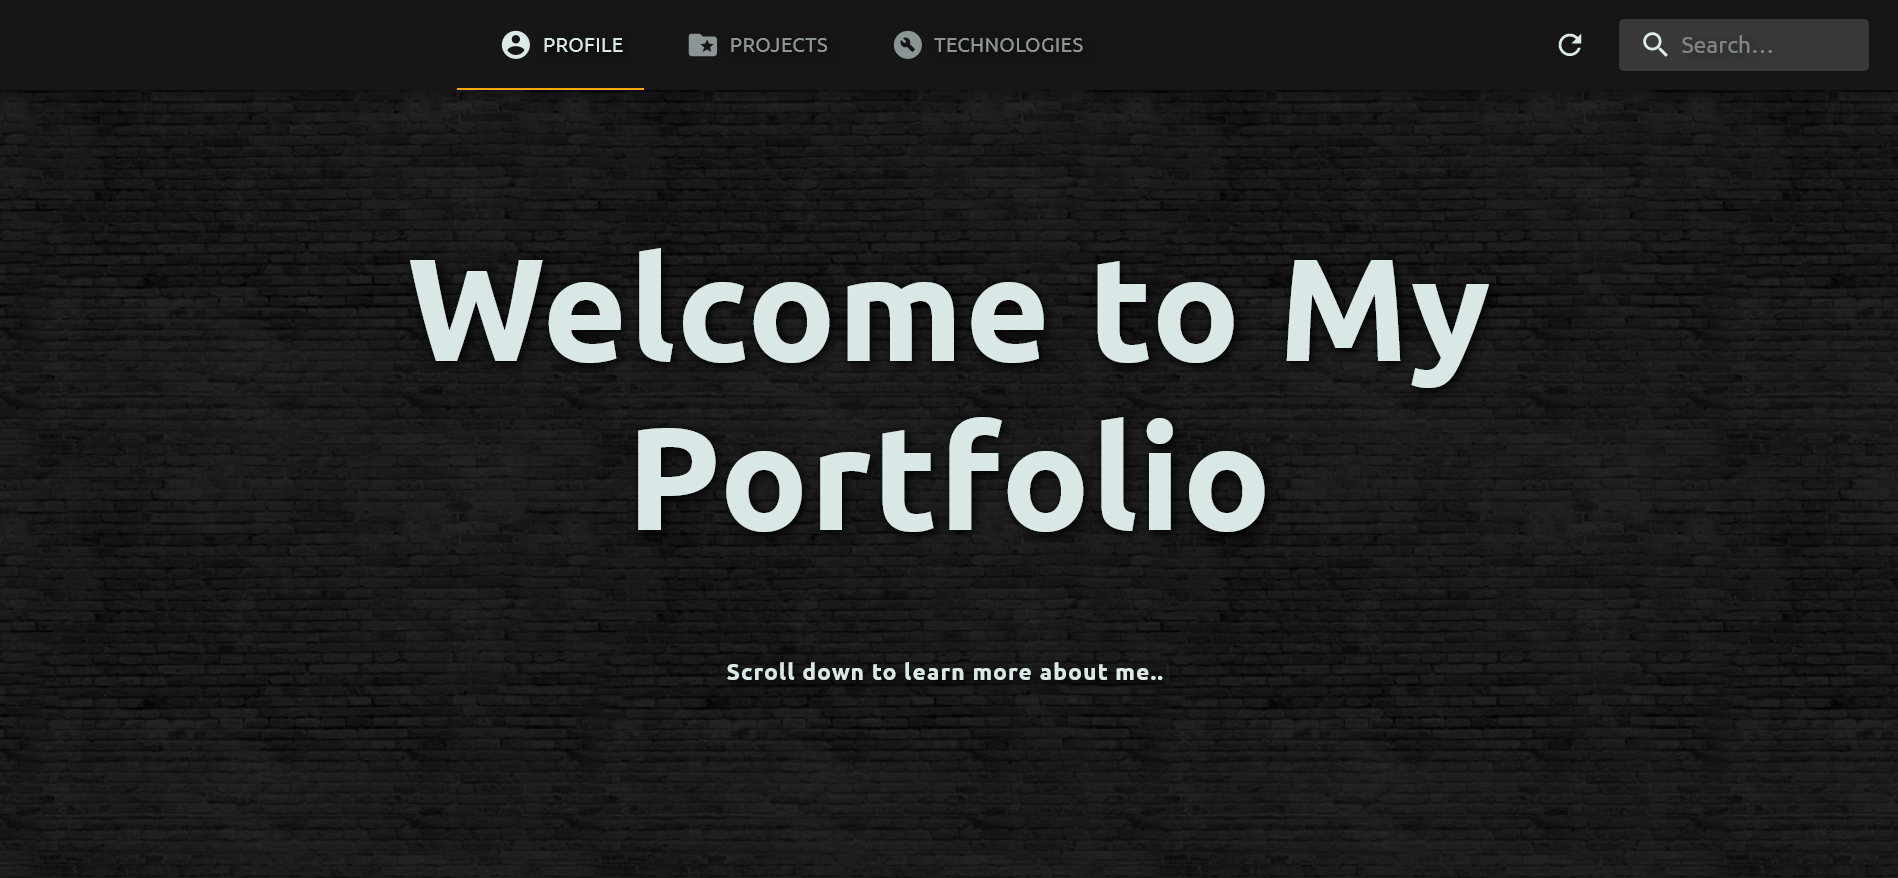 PROFILE
PROJECTS
TECHNOLOGIES
Search...
Welcome to My
Portfolio
Scroll down to learn more about me..